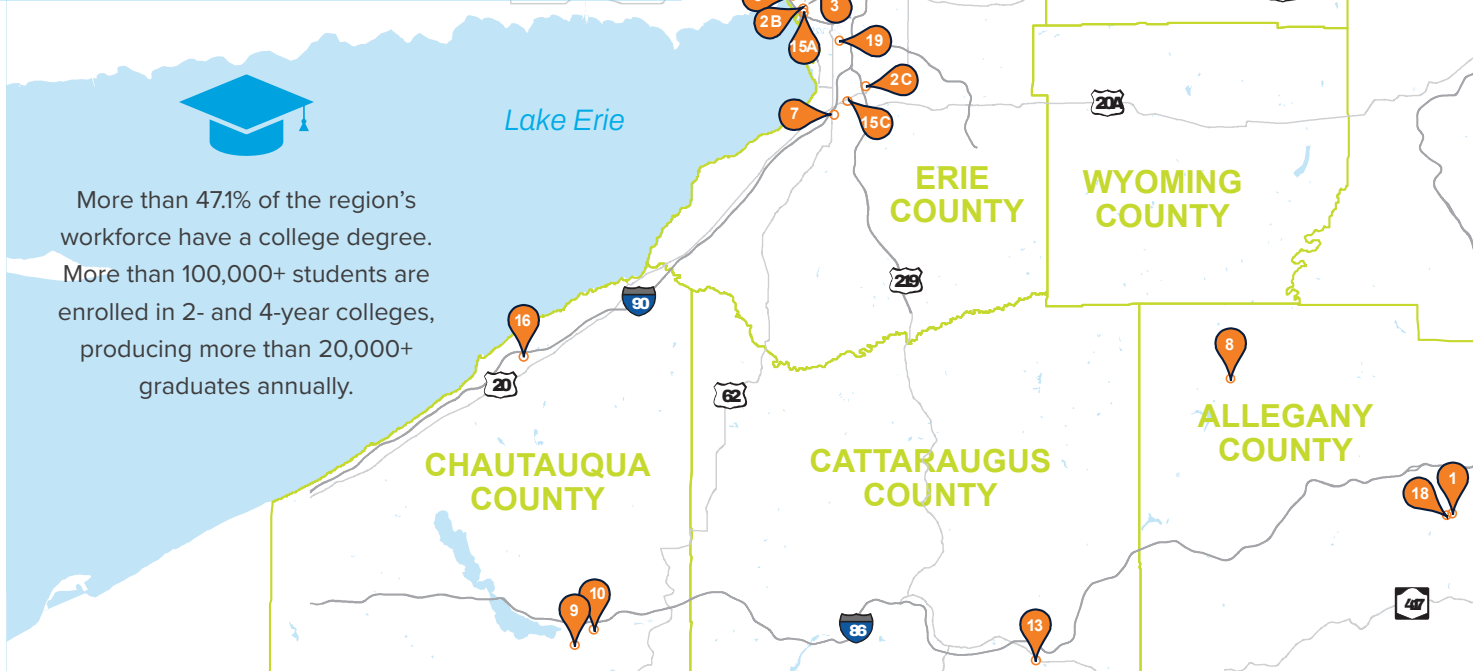 2B
3
15A
19
2C
7
15C
20A
Lake Erie
ERIE
COUNTY
WYOMING
COUNTY
More than 47.1% of the region's
workforce have a college degree.
More than 100,000+ students are
enrolled in 2- and 4-year colleges,
producing more than 20,000+
graduates annually.
219
90
16
20
62
8
ALLEGANY
COUNTY
CHAUTAUQUA
COUNTY
CATTARAUGUS
COUNTY
18
1
9
10
86
13
417